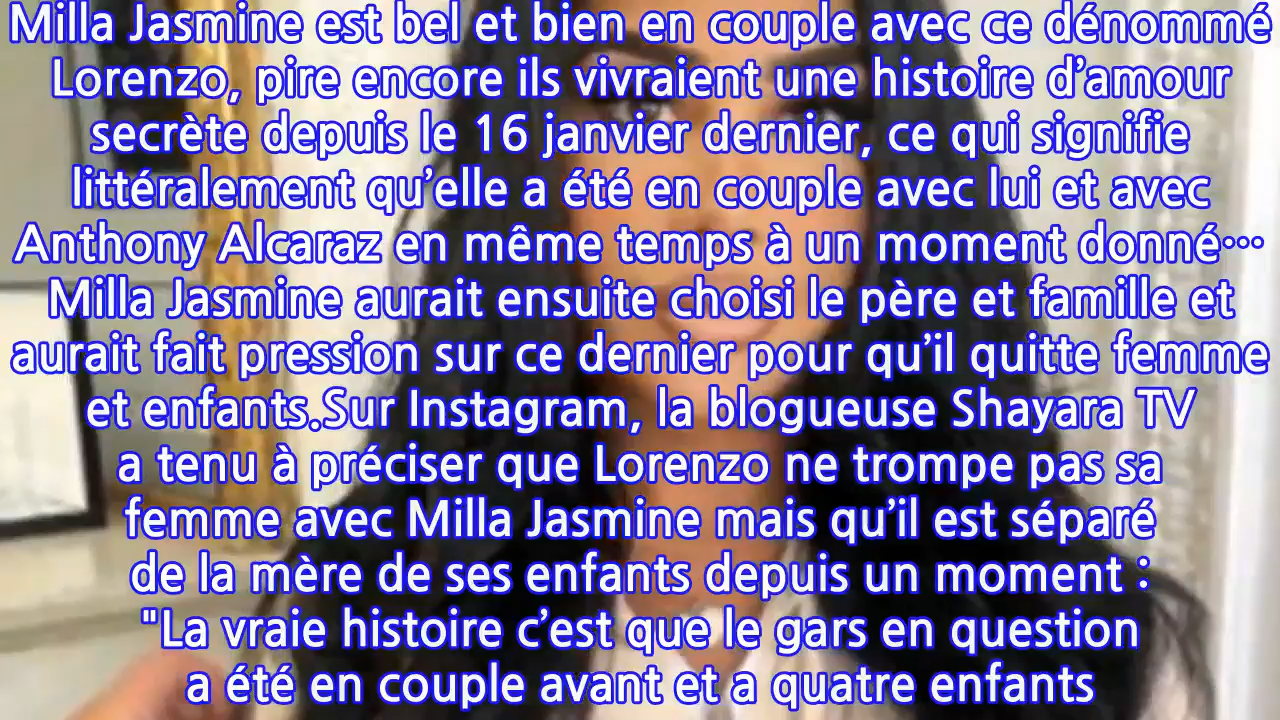 Milla Jasmine est bel et bien en couple avec ce dénommé
Lorenzo, pire encore ils vivraient une histoire d’amour
secrète depuis le 16 janvier dernier, ce qui signifie
littéralement qu’elle a été en couple avec lui et avec
Anthony Alcaraz en même temps à un moment donné…
Milla Jasmine aurait ensuite choisi le père et famille et
aurait fait pression sur ce dernier pour qu’il quitte femme
et enfants.Sur Instagram, la blogueuse Shayara TV
a tenu à préciser que Lorenzo ne trompe pas sa
femme avec Milla Jasmine mais qu’il est séparé
de la mère de ses enfants depuis un moment :
"La vraie histoire c’est que le gars en question
a été en couple avant et a quatre enfants